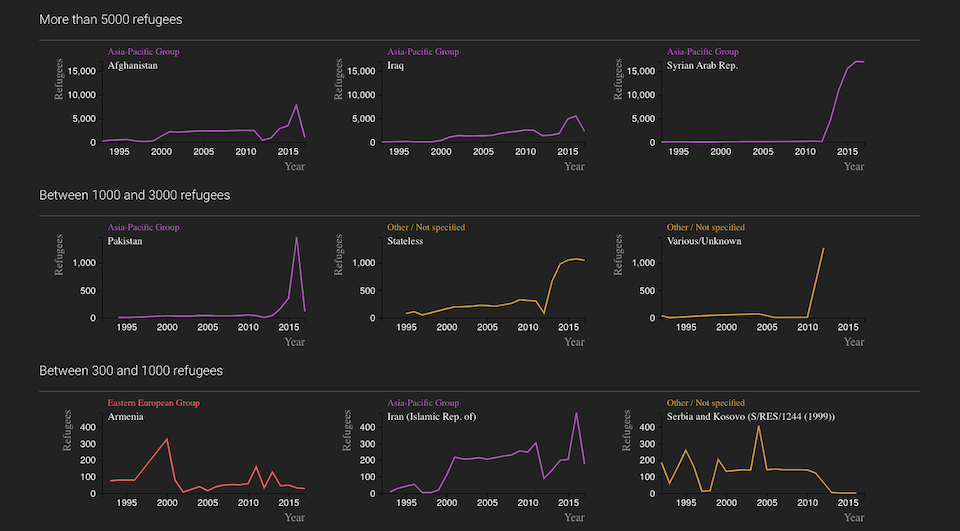 More than 5000 refugees
Asia-Pacific Group Asia-Pacific Group Asia-Pacific Group
Afghanistan Iraq Syrian Arab Rep.
Refugees Refugees Refugees
15,000 15,000 15,000
10,000 10,000 10,000
5,000 5,000 5,000
0 0 0
1995 2000 2005 2010 2015 1995 2000 2005 2010 2015 1995 2000 2005 2010 2015
Year Year Year
Between 1000 and 3000 refugees
Asia-Pacific Group Other / Not specified Other / Not specified
Pakistan Stateless Various/Unknown
Refugees Refugees Refugees
1,000 1,000 1,000
500 500 500
0 0 0
1995 2000 2005 2010 2015 1995 2000 2005 2010 2015 1995 2000 2005 2010 2015
Year Year Year
Between 300 and 1000 refugees
Eastern European Group Asia-Pacific Group Other / Not specified
Armenia Iran (Islamic Rep. of) Serbia and Kosovo (S/RES/1244 (1999))
Refugees Refugees Refugees
400 400 400
300 300 300
200 200 200
100 100 100
0 0 0
1995 2000 2005 2010 2015 1995 2000 2005 2010 2015 1995 2000 2005 2010 2015
Year Year Year